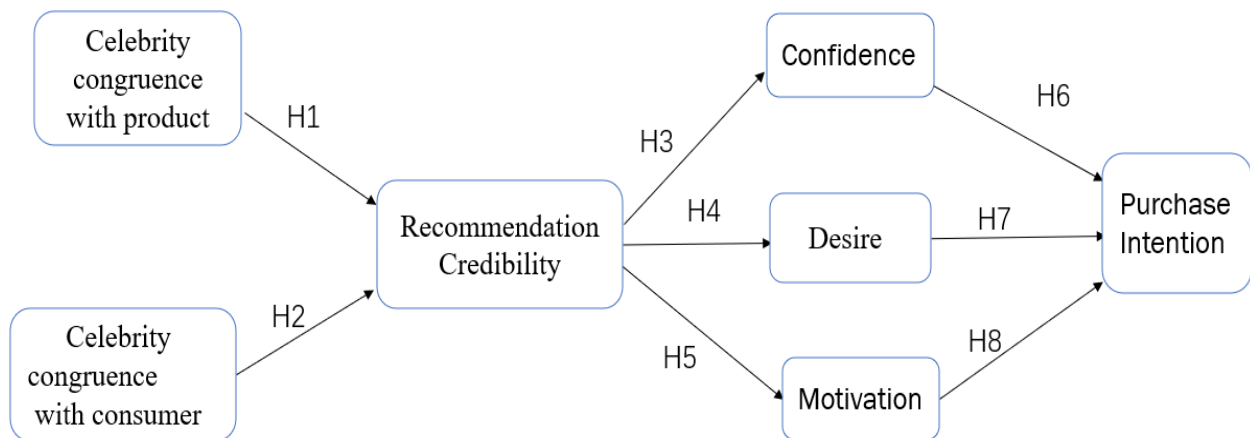 Celebrity
congruence
with product
H1
Celebrity
congruence
with consumer
H2
Recommendation
Credibility
H3
H4
H5
Confidence
Desire
Motivation
H6
H7
H8
Purchase
Intention